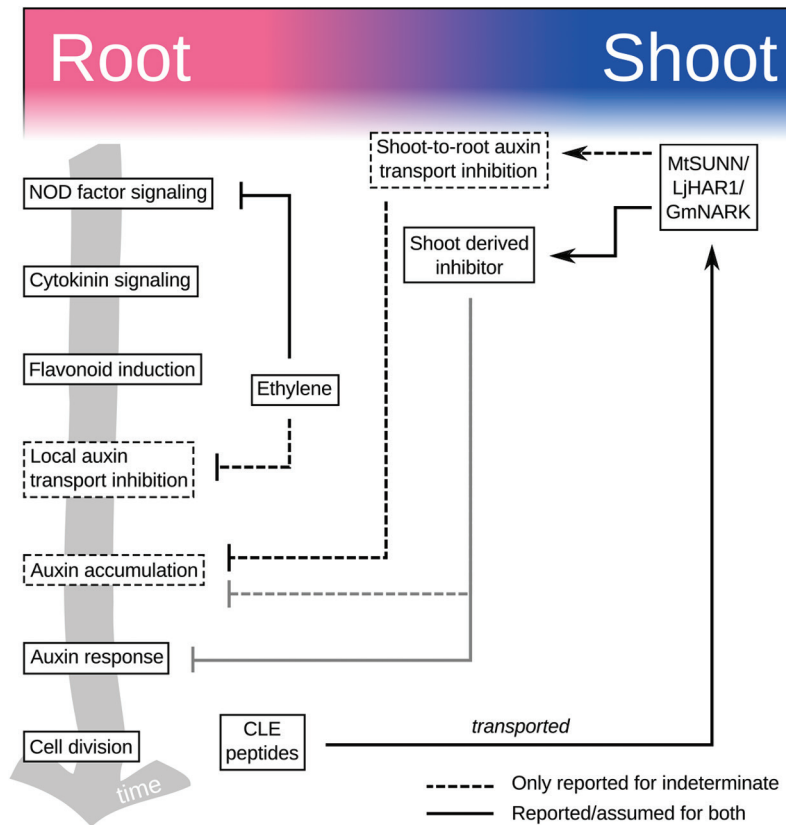 Root
Shoot
Shoot-to-root auxin
transport inhibition
MtSUNN/
LjHAR1/
GmNARK
NOD factor signaling
Shoot derived
inhibitor
Cytokinin signaling
Flavonoid induction
Ethylene
Local auxin
transport inhibition
Auxin accumulation
Auxin response
CLE
peptides
transported
Cell division
time
Only reported for indeterminate
Reported/assumed for both